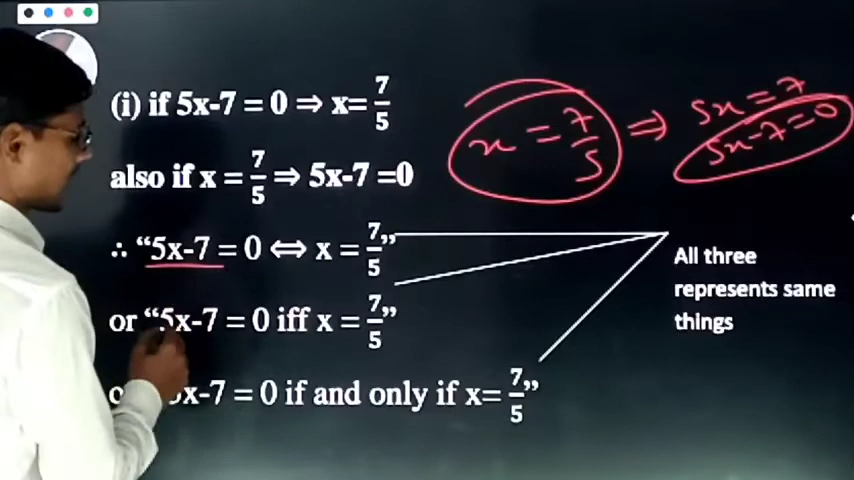 (i) if 5x-7 = 0 ⇒ x= 7/5
x = 7/5 ⇒ 5x = 7
5x-7=0
also if x = 7/5 ⇒ 5x-7 =0
∴ “5x-7 = 0 ⇔ x = 7/5”
or “5x-7 = 0 iff x = 7/5”
5x-7 = 0 if and only if x= 7/5”
All three
represents same
things